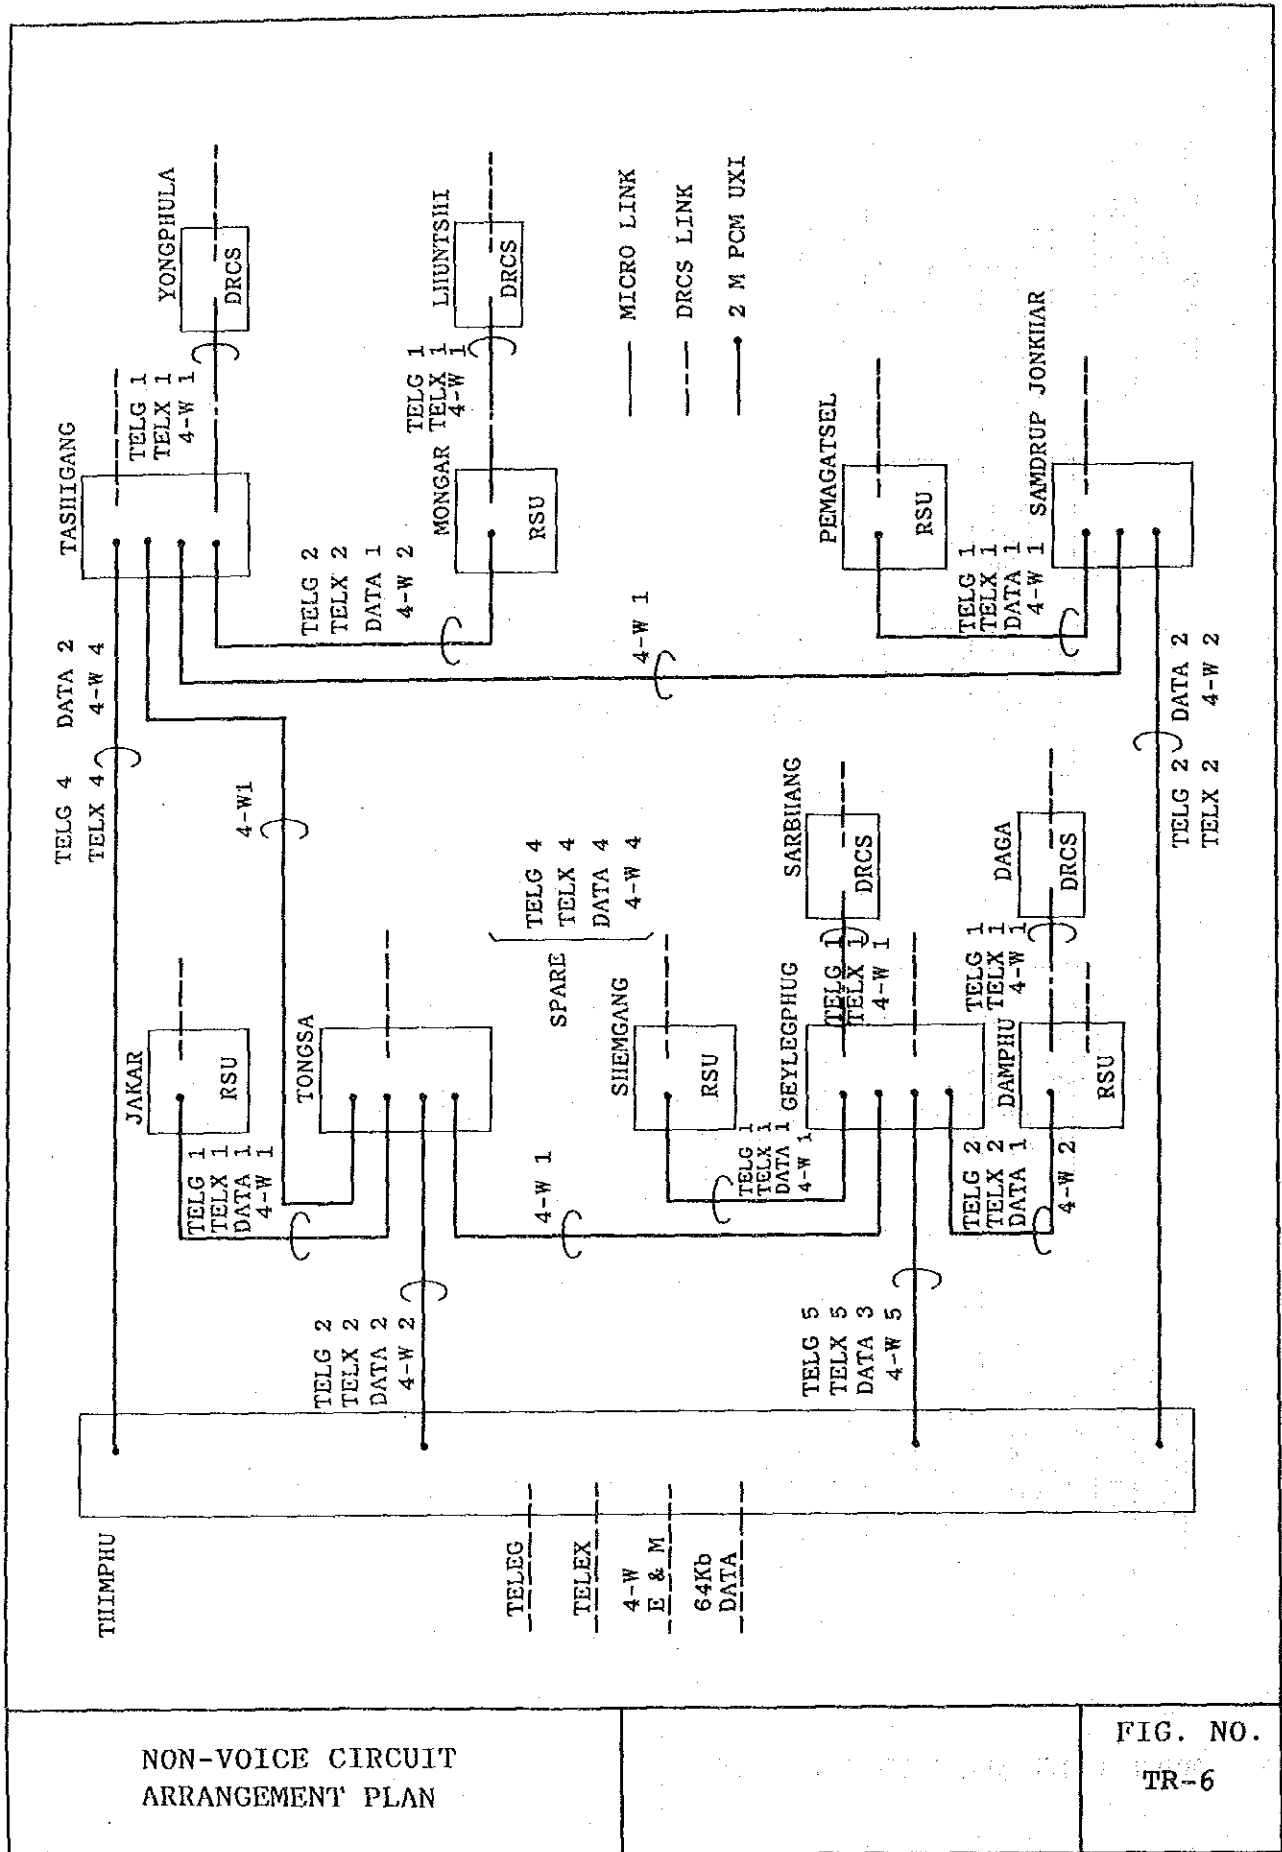 THIMPHU
TELEG
TELEX
4-W
E & M
64Kb
DATA
TELG 4 DATA 2
TELX 4 4-W 4
TELG 2
TELX 2
DATA 2
4-W 2
TELG 5
TELX 5
DATA 3
4-W 5
TELG 2 DATA 2
TELX 2 4-W 2
JAKAR
RSU
TELG 1
TELX 1
DATA 1
4-W 1
TONGSA
4-W1
4-W 1
SPARE
TELG 4
TELX 4
DATA 4
4-W 4
SHEMGANG
RSU
TELG 1
TELX 1
DATA 1
4-W 1
GEYLEGPHUG
TELG 1
TELX 1
4-W 1
SARBHANG
DRCS
TELG 2
TELX 2
DATA 1
4-W 2
DAMPHU
RSU
TELG 1
TELX 1
4-W 1
DAGA
DRCS
TASHIGANG
TELG 1
TELX 1
4-W 1
YONGPHULA
DRCS
TELG 2
TELX 2
DATA 1
4-W 2
MONGAR
RSU
TELG 1
TELX 1
4-W 1
LHUNTSHI
DRCS
4-W 1
PEMAGATSEL
RSU
TELG 1
TELX 1
DATA 1
4-W 1
SAMDRUP JONKHAR
MICRO LINK
DRCS LINK
2 M PCM UXI
NON-VOICE CIRCUIT
ARRANGEMENT PLAN
FIG. NO.
TR-6